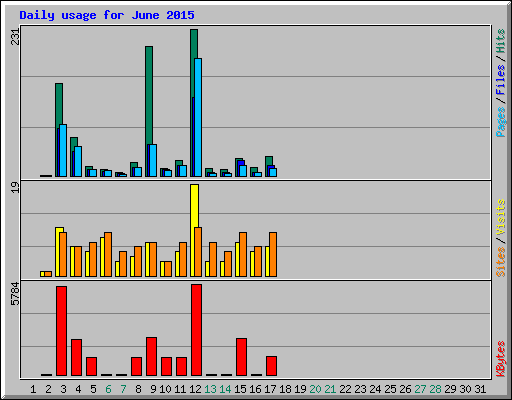 Daily usage for June 2015
231
Pages / Files / Hits
19
Sites / Visits
5784
KBytes
1 2 3 4 5 6 7 8 9 10 11 12 13 14 15 16 17 18 19 20 21 22 23 24 25 26 27 28 29 30 31